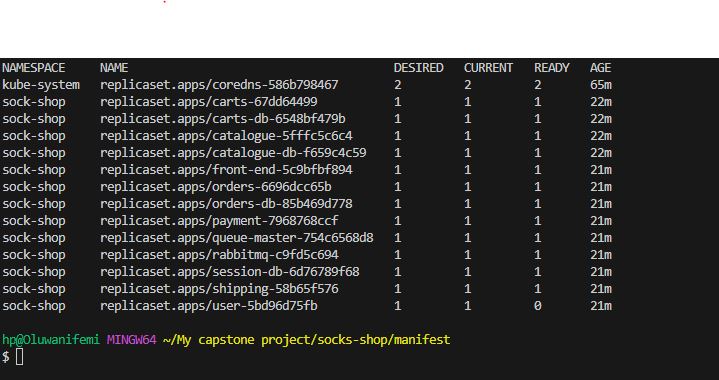 NAMESPACE NAME DESIRED CURRENT READY AGE
kube-system replicaset.apps/coredns-586b798467 2 2 2 65m
sock-shop replicaset.apps/carts-67dd64499 1 1 1 22m
sock-shop replicaset.apps/carts-db-6548bf479b 1 1 1 22m
sock-shop replicaset.apps/catalogue-5fffc5c6c4 1 1 1 22m
sock-shop replicaset.apps/catalogue-db-f659c4c59 1 1 1 22m
sock-shop replicaset.apps/front-end-5c9bfbf894 1 1 1 21m
sock-shop replicaset.apps/orders-6696dcc65b 1 1 1 21m
sock-shop replicaset.apps/orders-db-85b469d778 1 1 1 21m
sock-shop replicaset.apps/payment-7968768ccf 1 1 1 21m
sock-shop replicaset.apps/queue-master-754c6568d8 1 1 1 21m
sock-shop replicaset.apps/rabbitmq-c9fd5c694 1 1 1 21m
sock-shop replicaset.apps/session-db-6d76789f68 1 1 1 21m
sock-shop replicaset.apps/shipping-58b65f576 1 1 1 21m
sock-shop replicaset.apps/user-5bd96d75fb 1 1 0 21m
hp@Oluwanifemi MINGW64 ~/My capstone project/socks-shop/manifest
$